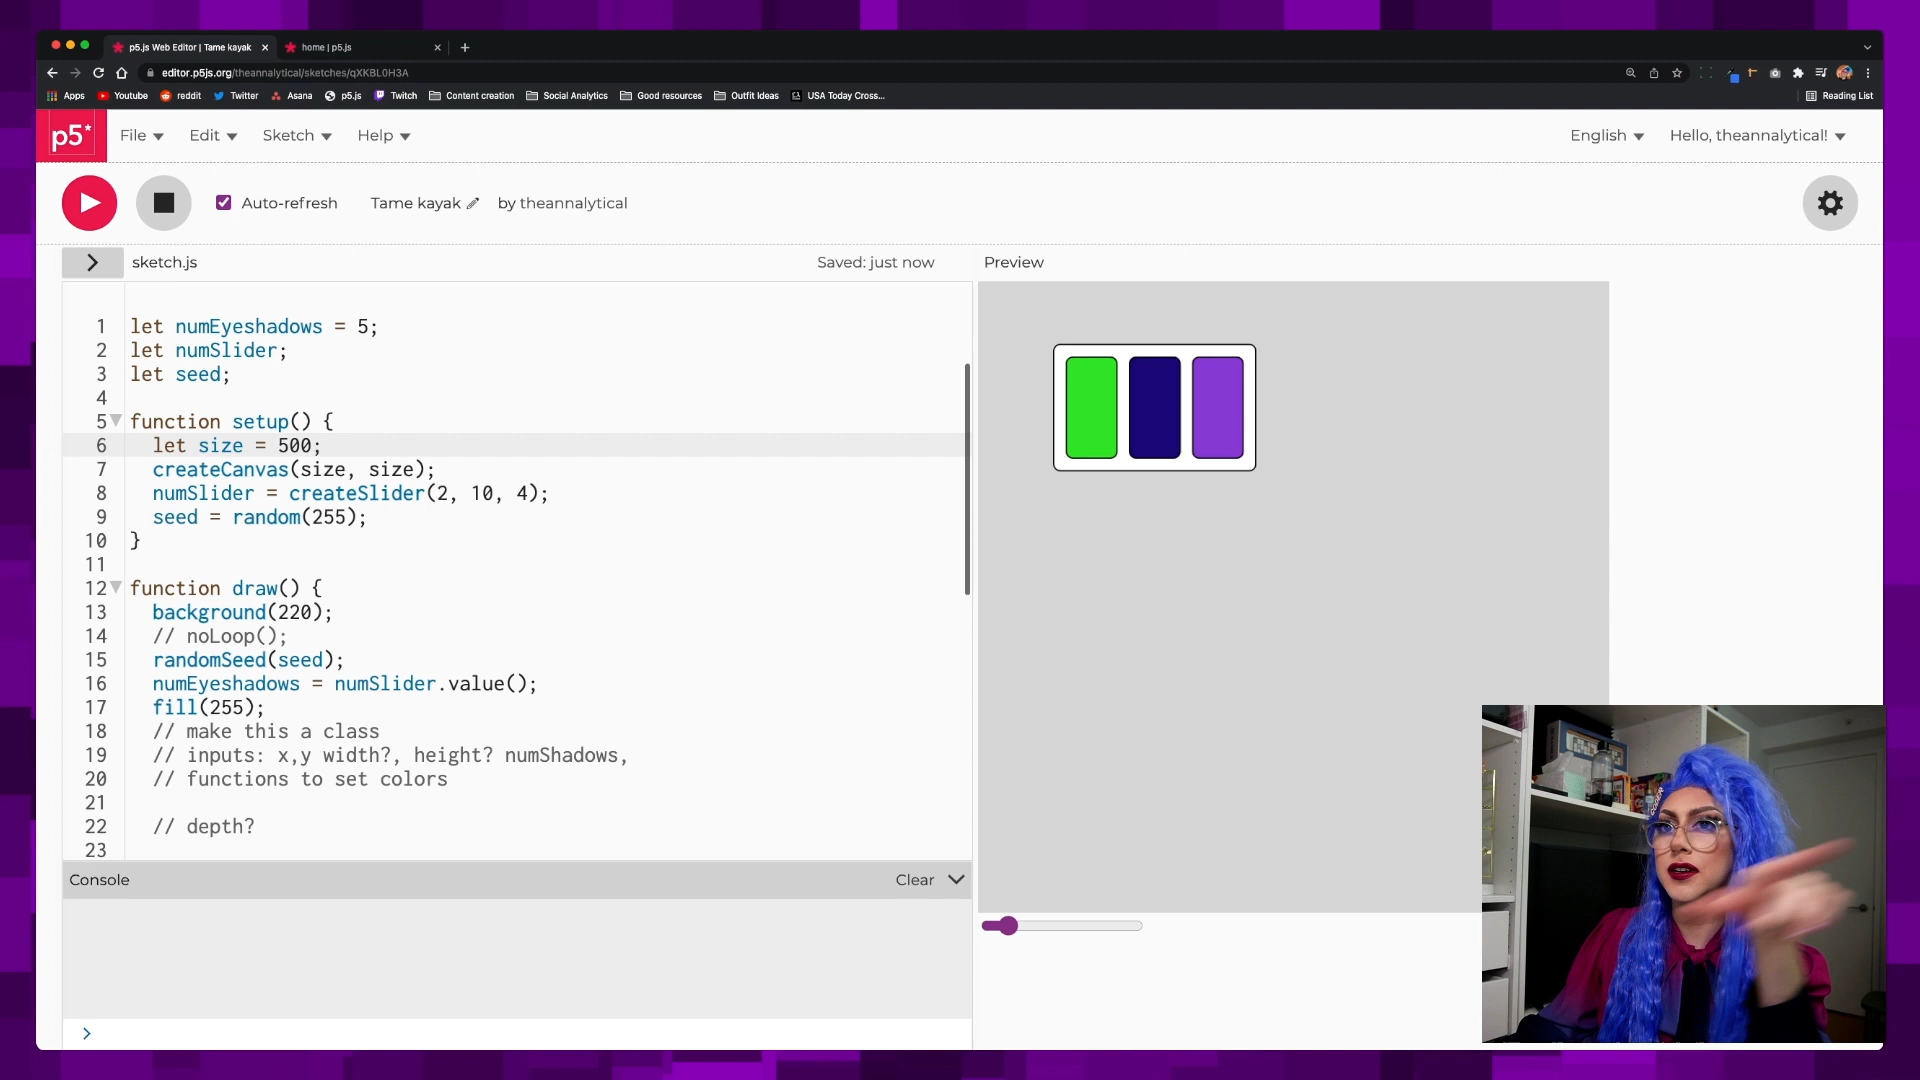 p5.js Web Editor | Tame kayak
home | p5.js
editor.p5js.org/theannalytical/sketches/qXKBL0H3A
Apps Youtube reddit Twitter Asana p5.js Twitch Content creation Social Analytics Good resources Outfit Ideas USA Today Cross... Reading List
p5* File Edit Sketch Help English Hello, theannalytical!
Auto-refresh Tame kayak by theannalytical
sketch.js Saved: just now Preview
1 let numEyeshadows = 5;
2 let numSlider;
3 let seed;
4
5 function setup() {
6 let size = 500;
7 createCanvas(size, size);
8 numSlider = createSlider(2, 10, 4);
9 seed = random(255);
10 }
11
12 function draw() {
13 background(220);
14 // noLoop();
15 randomSeed(seed);
16 numEyeshadows = numSlider.value();
17 fill(255);
18 // make this a class
19 // inputs: x,y width?, height? numShadows,
20 // functions to set colors
21
22 // depth?
23
Console Clear
>